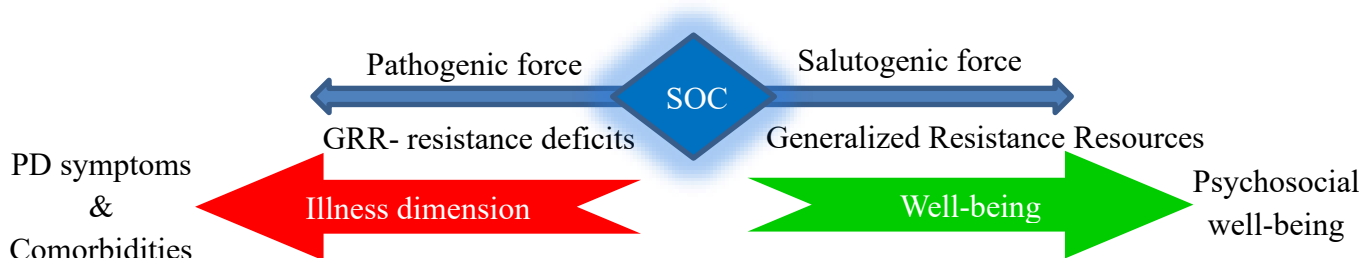 Pathogenic force
Salutogenic force
SOC
GRR- resistance deficits
Generalized Resistance Resources
PD symptoms
&
Comorbidities
Illness dimension
Well-being
Psychosocial
well-being